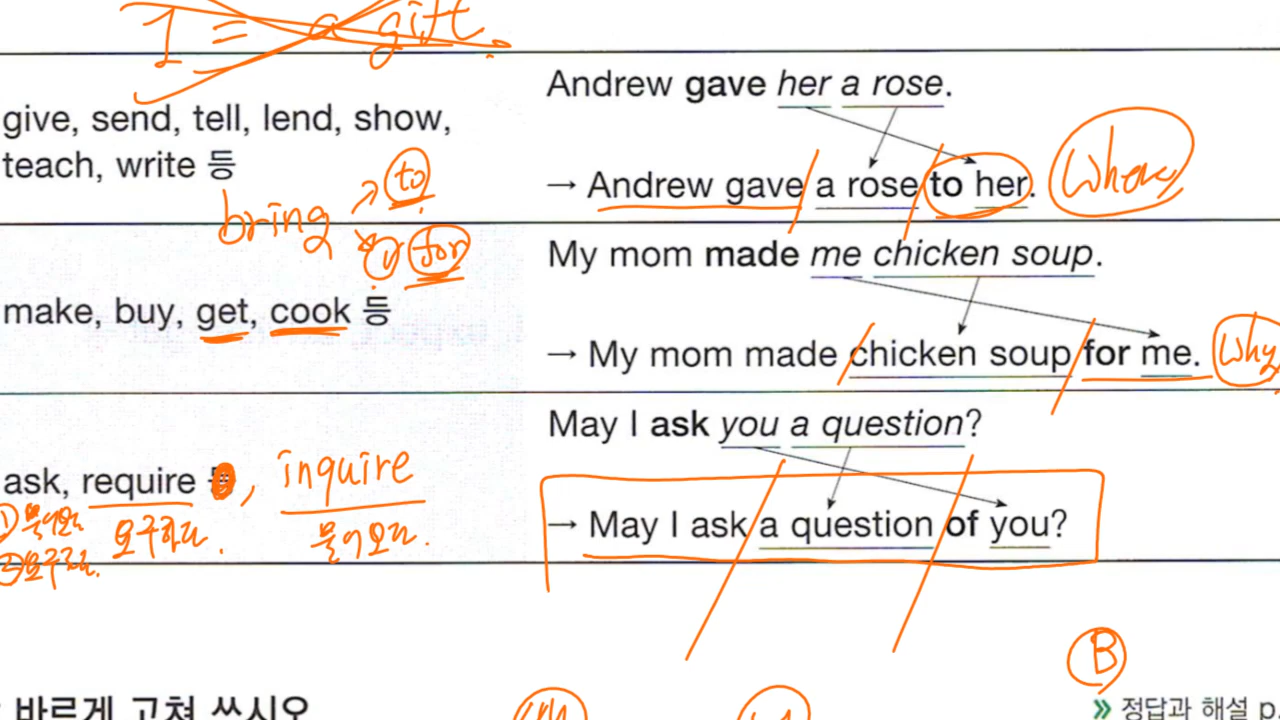 I = a gift
Andrew gave her a rose.
give, send, tell, lend, show,
teach, write 등
→ Andrew gave a rose to her.
bring to
for
My mom made me chicken soup.
make, buy, get, cook 등
→ My mom made chicken soup for me. Why
May I ask you a question?
ask, require , inquire
① 물어보다 요구하다. 물어보다.
② 요구하다.
→ May I ask a question of you?
B
바르게 고쳐 쓰시오
» 정답과 해설 p.